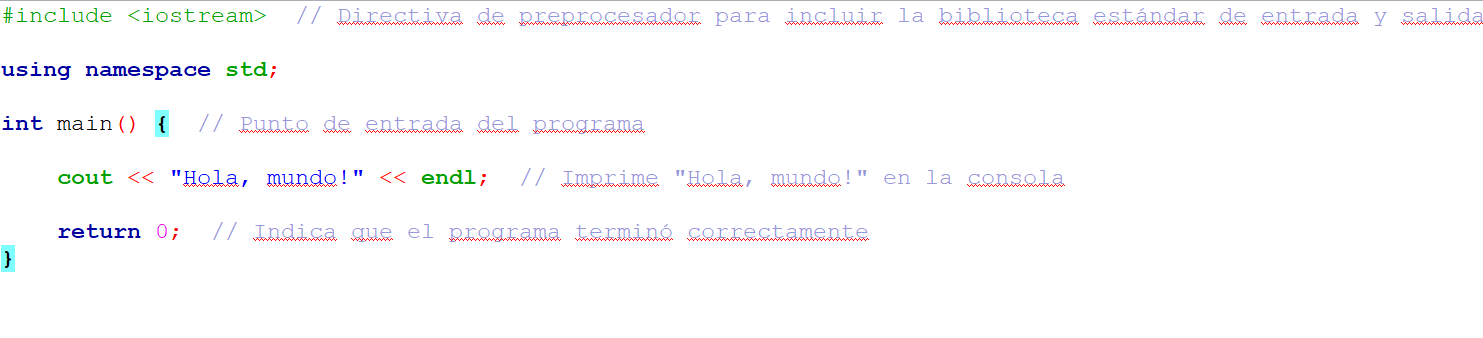 #include <iostream>  // Directiva de preprocesador para incluir la biblioteca estándar de entrada y salida
using namespace std;
int main() {  // Punto de entrada del programa
    cout << "Hola, mundo!" << endl;  // Imprime "Hola, mundo!" en la consola
    return 0;  // Indica que el programa terminó correctamente
}